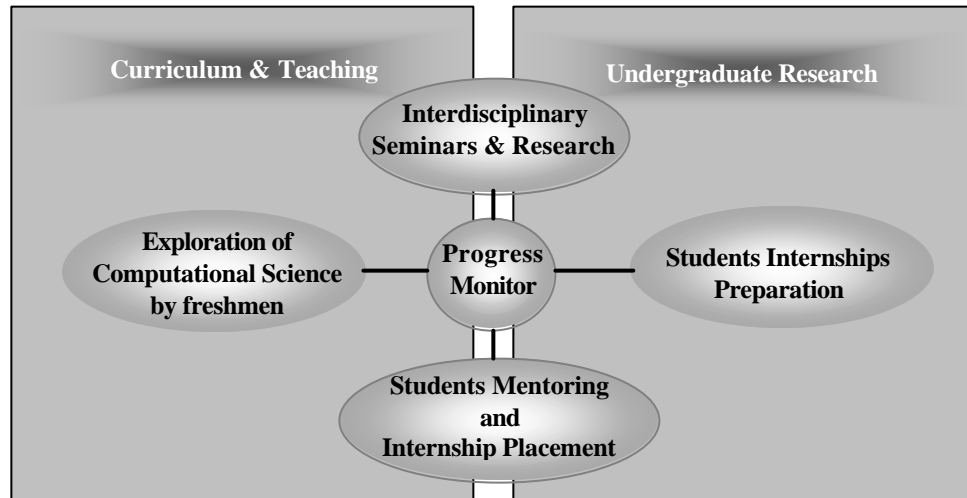 Curriculum & Teaching
Undergraduate Research
Interdisciplinary
Seminars & Research
Exploration of
Computational Science
by freshmen
Progress
Monitor
Students Internships
Preparation
Students Mentoring
and
Internship Placement